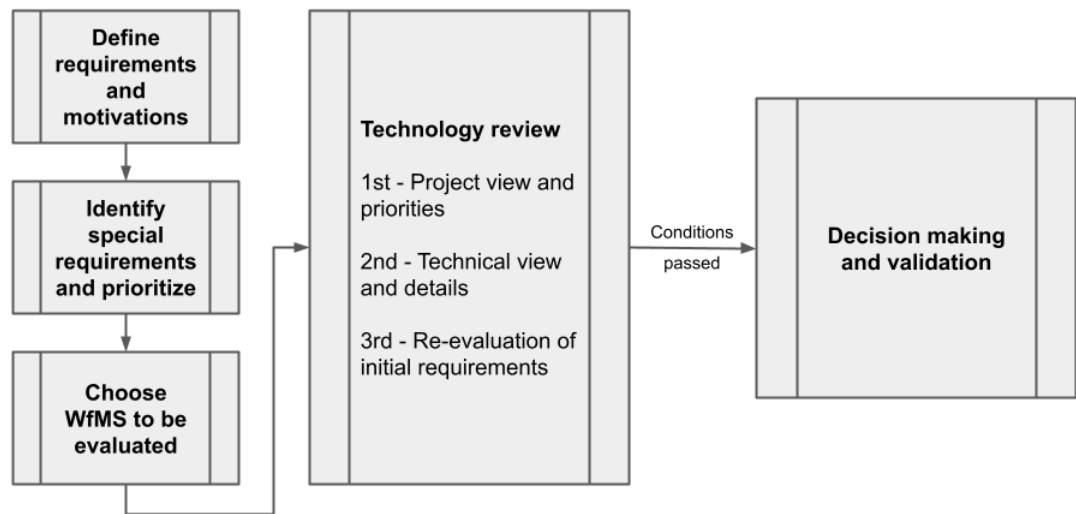 Define
requirements
and
motivations
Identify
special
requirements
and prioritize
Choose
WfMS to be
evaluated
Technology review
1st - Project view and
priorities
2nd - Technical view
and details
3rd - Re-evaluation of
initial requirements
Conditions
passed
Decision making
and validation